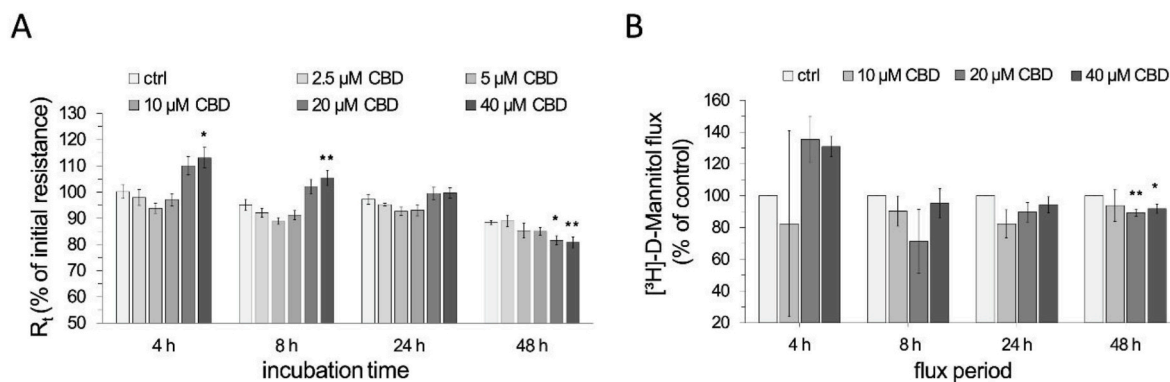 A
ctrl 2.5 µM CBD 5 µM CBD
10 µM CBD 20 µM CBD 40 µM CBD
Rt (% of initial resistance)
130
120
110
100
90
80
70
60
50
*
**
*
**
4 h 8 h 24 h 48 h
incubation time
B
ctrl 10 µM CBD 20 µM CBD 40 µM CBD
[³H]-D-Mannitol flux
(% of control)
160
140
120
100
80
60
40
20
**
*
4 h 8 h 24 h 48 h
flux period